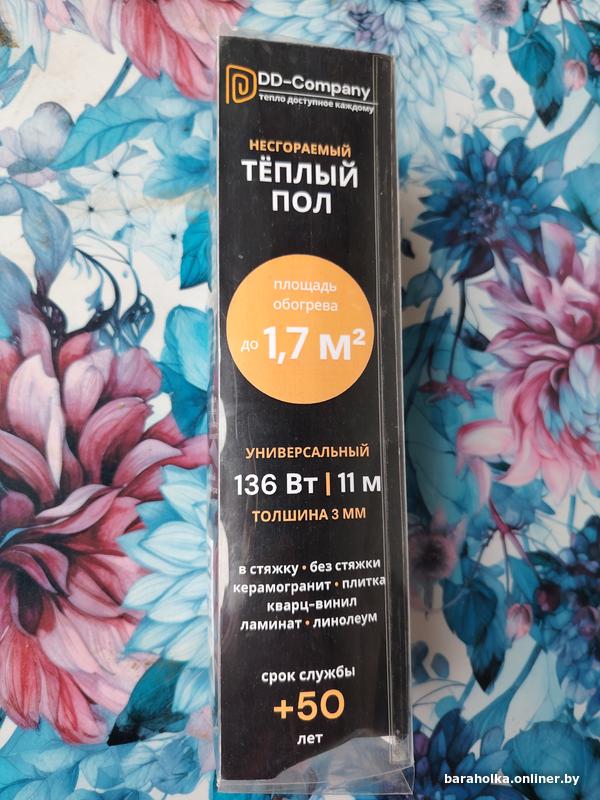 DD-Company
тепло доступное каждому
НЕСГОРАЕМЫЙ
ТЁПЛЫЙ
ПОЛ
площадь
обогрева
до 1,7 м²
УНИВЕРСАЛЬНЫЙ
136 Вт | 11 м
ТОЛШИНА 3 ММ
в стяжку • без стяжки
керамогранит • плитка
кварц-винил
ламинат • линолеум
срок службы
+50
лет
baraholka.onliner.by